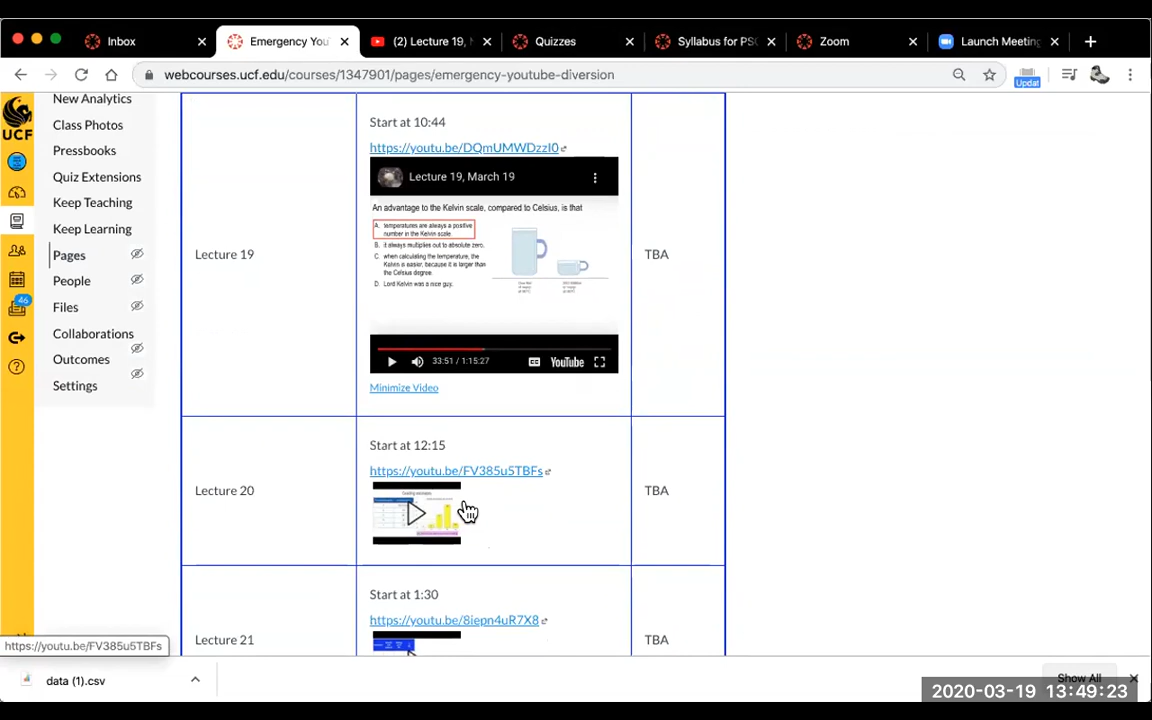 Inbox
Emergency You
(2) Lecture 19,
Quizzes
Syllabus for PSC
Zoom
Launch Meeting
webcourses.ucf.edu/courses/1347901/pages/emergency-youtube-diversion
Updat
UCF
46
New Analytics
Class Photos
Pressbooks
Quiz Extensions
Keep Teaching
Keep Learning
Pages
People
Files
Collaborations
Outcomes
Settings
Lecture 19
Start at 10:44
https://youtu.be/DQmUMWDzzI0
Lecture 19, March 19
An advantage to the Kelvin scale, compared to Celsius, is that
A. temperatures are always a positive
number in the Kelvin scale
B. it always multiplies out to absolute zero.
C. when calculating the temperature, the
Kelvin is easier, because it is larger than
the Celsius degree.
D. Lord Kelvin was a nice guy.
33:51 / 1:15:27
CC
YouTube
Minimize Video
TBA
Lecture 20
Start at 12:15
https://youtu.be/FV385u5TBFs
TBA
Lecture 21
Start at 1:30
https://youtu.be/8iepn4uR7X8
TBA
https://youtu.be/FV385u5TBFs
data (1).csv
Show All
2020-03-19 13:49:23